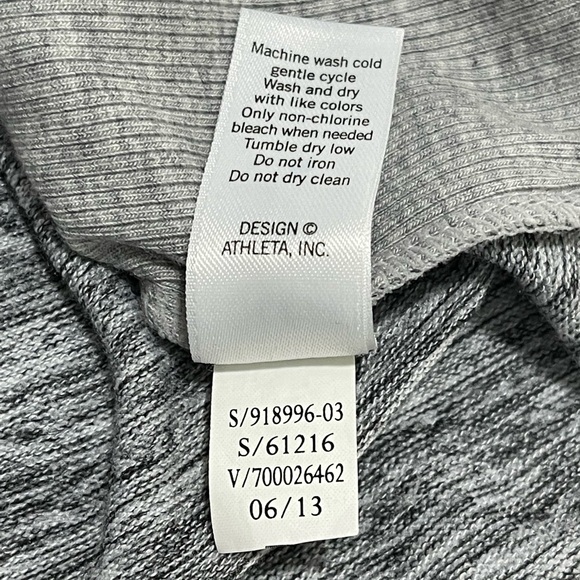 Machine wash cold
gentle cycle
Wash and dry
with like colors
Only non-chlorine
bleach when needed
Tumble dry low
Do not iron
Do not dry clean
DESIGN ©
ATHLETA, INC.
S/918996-03
S/61216
V/700026462
06/13